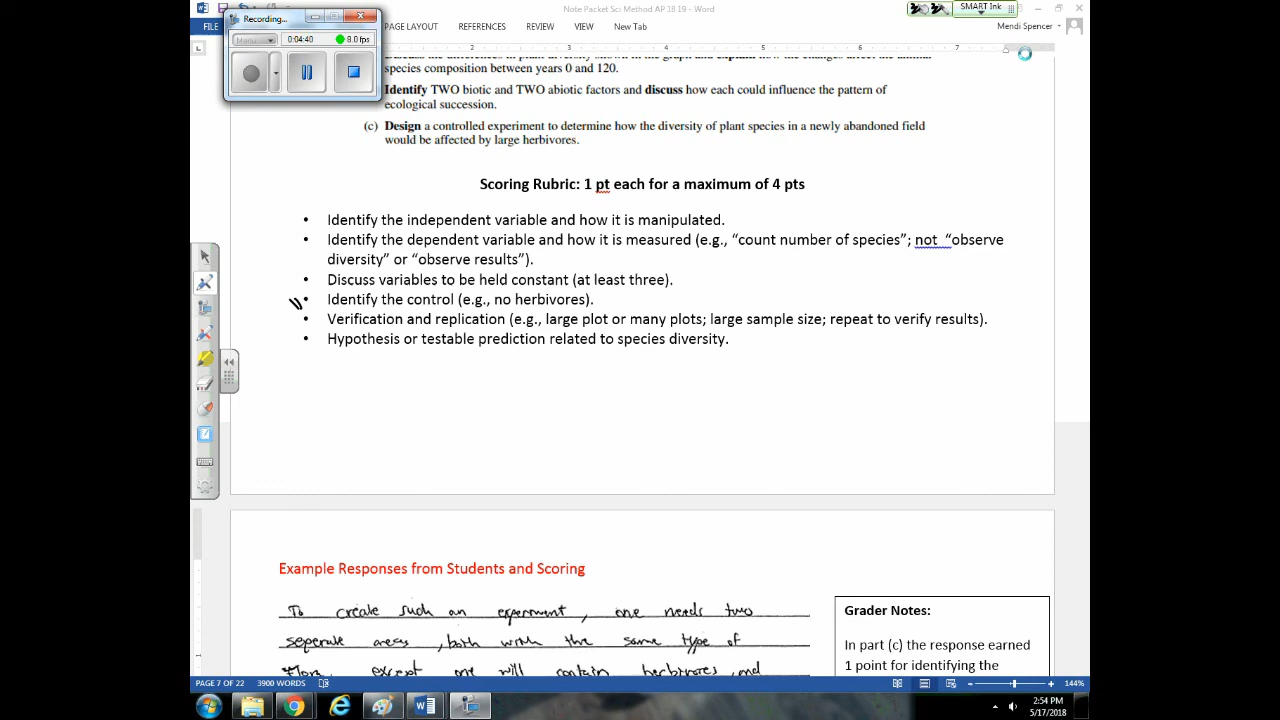 Recording...
Note Packet Sci Method AP 18 19 - Word
SMART Ink
FILE
PAGE LAYOUT REFERENCES MAILINGS REVIEW VIEW New Tab
Mendi Spencer
Menu 0:04:40 8.0 fps
2 3 4 5 6 7
species composition between years 0 and 120.
Identify TWO biotic and TWO abiotic factors and discuss how each could influence the pattern of
ecological succession.
(c) Design a controlled experiment to determine how the diversity of plant species in a newly abandoned field
would be affected by large herbivores.
Scoring Rubric: 1 pt each for a maximum of 4 pts
• Identify the independent variable and how it is manipulated.
• Identify the dependent variable and how it is measured (e.g., “count number of species”; not “observe
diversity” or “observe results”).
• Discuss variables to be held constant (at least three).
• Identify the control (e.g., no herbivores).
• Verification and replication (e.g., large plot or many plots; large sample size; repeat to verify results).
• Hypothesis or testable prediction related to species diversity.
Example Responses from Students and Scoring
To create such an experiment, one needs two
seperate areas, both with the same type of
flora, except one will contain herbivores, and
Grader Notes:
In part (c) the response earned
1 point for identifying the
PAGE 7 OF 22 3900 WORDS
144%
2:54 PM
5/17/2018